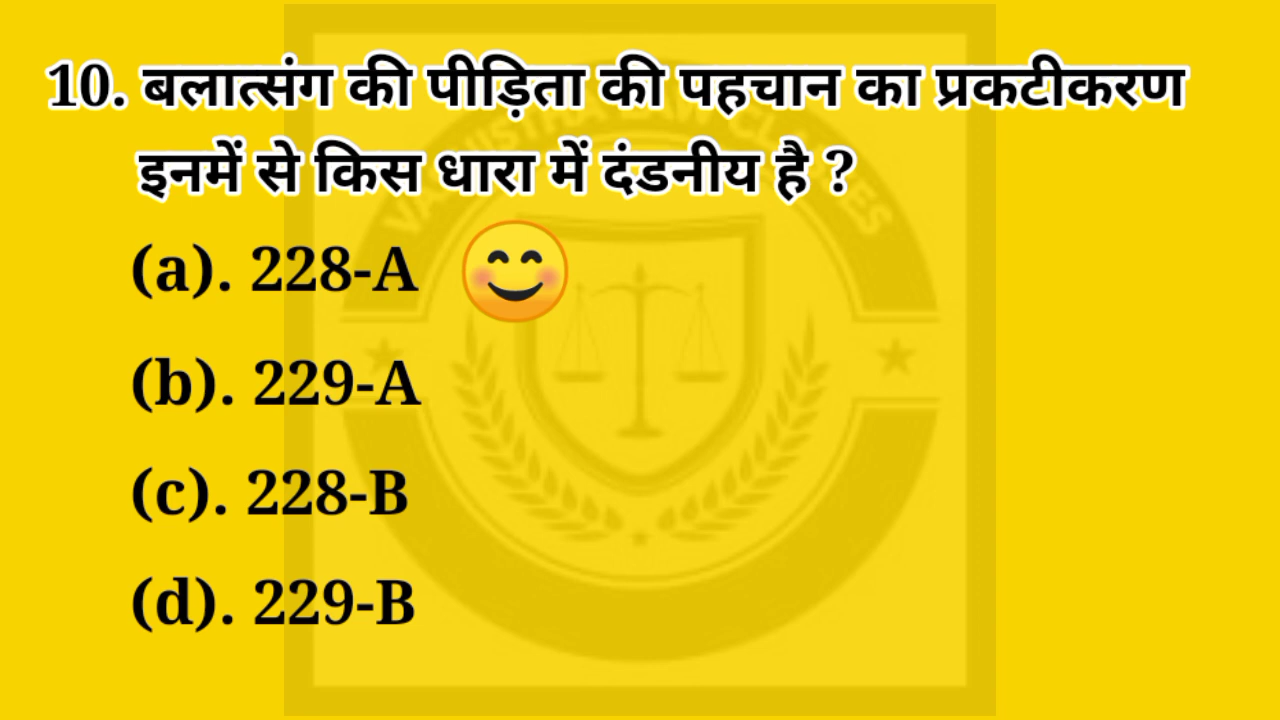 10. बलात्संग की पीड़िता की पहचान का प्रकटीकरण
इनमें से किस धारा में दंडनीय है ?
(a). 228-A
(b). 229-A
(c). 228-B
(d). 229-B